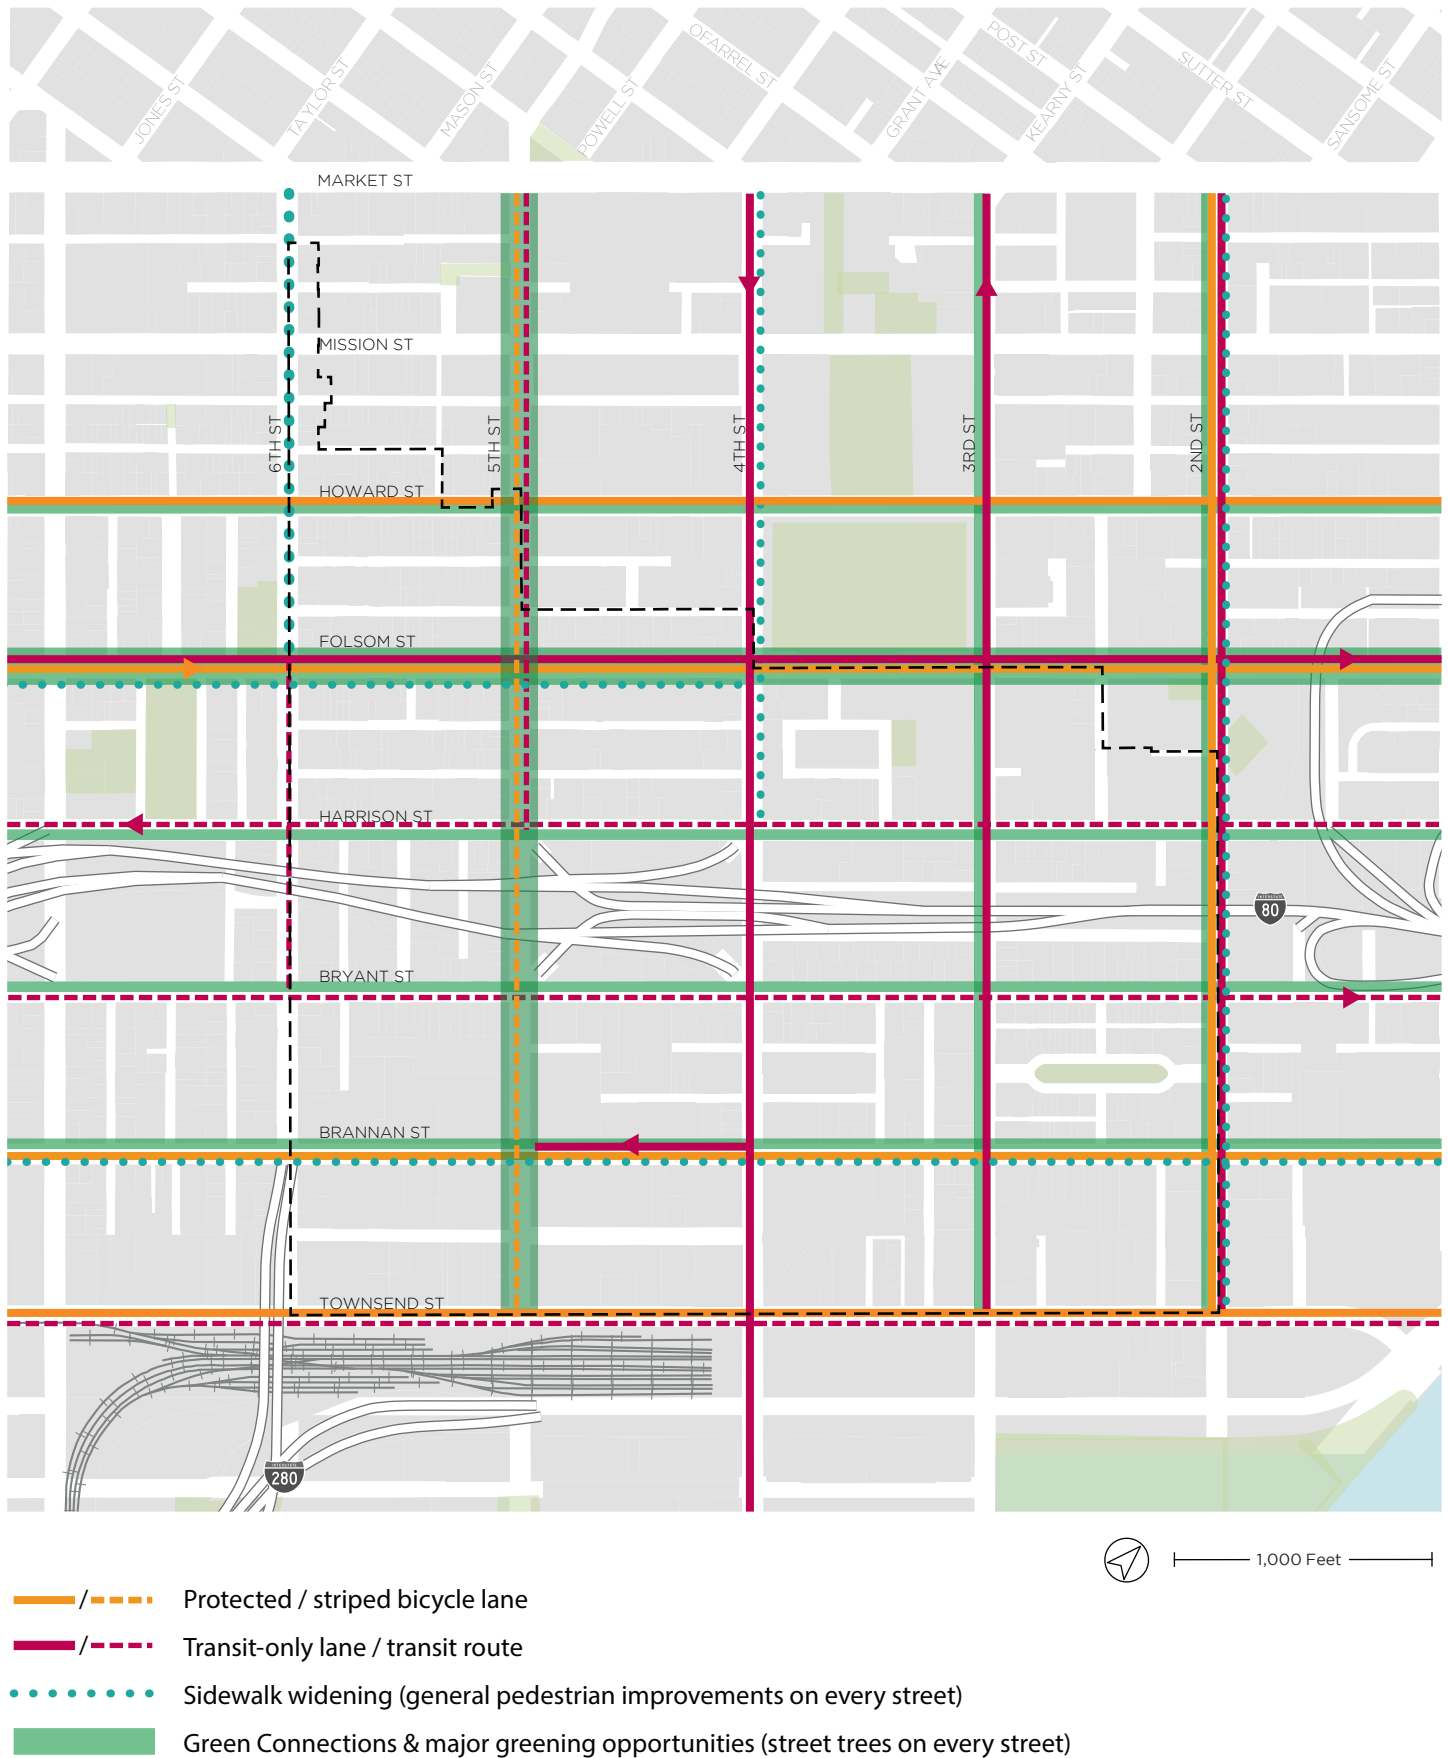 JONES ST
TAYLOR ST
MASON ST
POWELL ST
OFARREL ST
GRANT AVE
POST ST
KEARNY ST
SUTTER ST
SANSOME ST
MARKET ST
MISSION ST
6TH ST
5TH ST
4TH ST
3RD ST
2ND ST
HOWARD ST
FOLSOM ST
HARRISON ST
INTERSTATE
80
BRYANT ST
BRANNAN ST
TOWNSEND ST
INTERSTATE
280
1,000 Feet
/ Protected / striped bicycle lane
/ Transit-only lane / transit route
Sidewalk widening (general pedestrian improvements on every street)
Green Connections & major greening opportunities (street trees on every street)